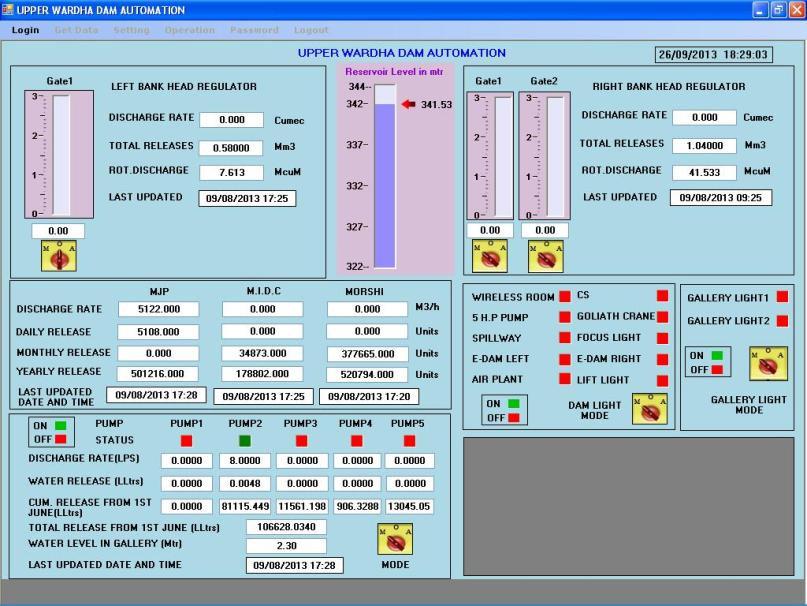 UPPER WARDHA DAM AUTOMATION
Login Get Data Setting Operation Password Logout
UPPER WARDHA DAM AUTOMATION
26/09/2013 18:29:03
Gate1
LEFT BANK HEAD REGULATOR
3-
2-
1-
0-
DISCHARGE RATE 0.000 Cumec
TOTAL RELEASES 0.58000 Mm3
ROT.DISCHARGE 7.613 McuM
LAST UPDATED 09/08/2013 17:25
0.00
M O A
Reservoir Level in mtr
344--
342-
341.53
337-
332-
327-
322--
Gate1 Gate2
RIGHT BANK HEAD REGULATOR
3- 3-
2- 2-
1- 1-
0- 0-
DISCHARGE RATE 0.000 Cumec
TOTAL RELEASES 1.04000 Mm3
ROT.DISCHARGE 41.533 McuM
LAST UPDATED 09/08/2013 09:25
0.00 0.00
M O A M O A
MJP M.I.D.C MORSHI
DISCHARGE RATE 5122.000 0.000 0.000 M3/h
DAILY RELEASE 5108.000 0.000 0.000 Units
MONTHLY RELEASE 0.000 34873.000 377665.000 Units
YEARLY RELEASE 501216.000 178802.000 520794.000 Units
LAST UPDATED
DATE AND TIME 09/08/2013 17:28 09/08/2013 17:25 09/08/2013 17:20
WIRELESS ROOM CS
5 H.P PUMP GOLIATH CRANE
SPILLWAY FOCUS LIGHT
E-DAM LEFT E-DAM RIGHT
AIR PLANT LIFT LIGHT
ON
OFF
DAM LIGHT
MODE
M O A
GALLERY LIGHT1
GALLERY LIGHT2
ON
OFF
M O A
GALLERY LIGHT
MODE
ON
OFF
PUMP
STATUS
PUMP1 PUMP2 PUMP3 PUMP4 PUMP5
DISCHARGE RATE(LPS) 0.0000 8.0000 0.0000 0.0000 0.0000
WATER RELEASE (LLtrs) 0.0000 0.0048 0.0000 0.0000 0.0000
CUM. RELEASE FROM 1ST
JUNE(LLtrs) 0.0000 81115.449 11561.198 906.3288 13045.05
TOTAL RELEASE FROM 1ST JUNE (LLtrs) 106628.0340
WATER LEVEL IN GALLERY (Mtr) 2.30
LAST UPDATED DATE AND TIME 09/08/2013 17:28
M O A
MODE